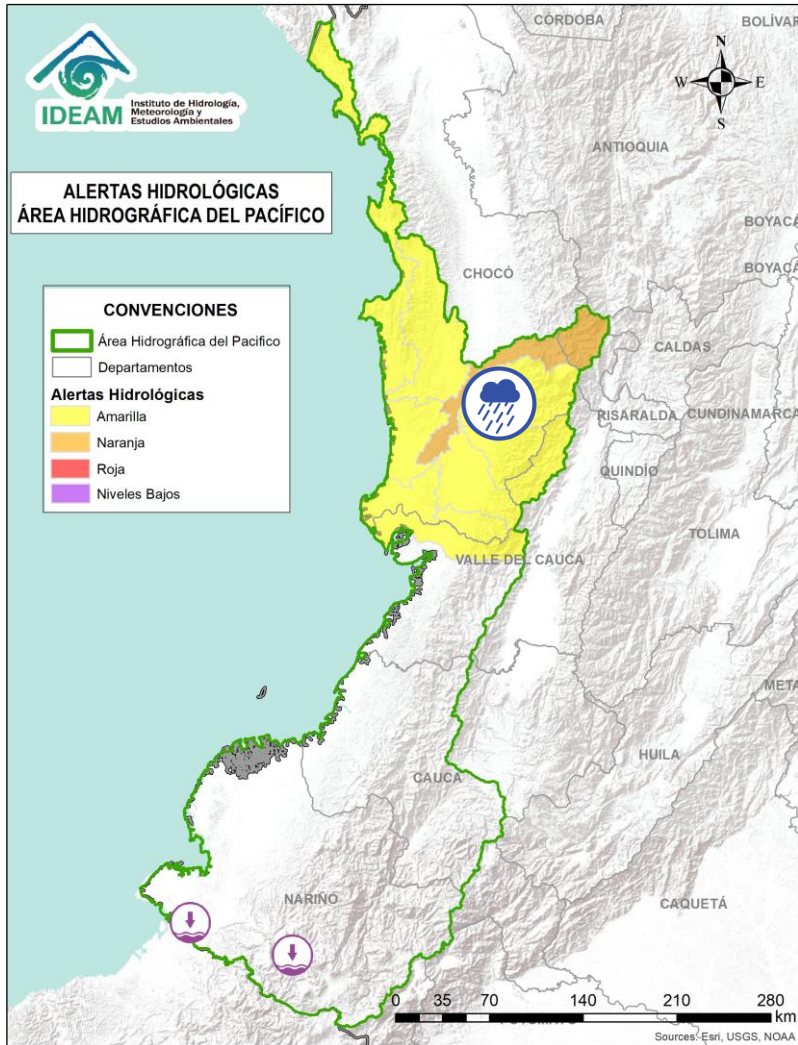 IDEAM
Instituto de Hidrología,
Meteorología y
Estudios Ambientales
ALERTAS HIDROLÓGICAS
ÁREA HIDROGRÁFICA DEL PACÍFICO
CONVENCIONES
Área Hidrográfica del Pacifico
Departamentos
Alertas Hidrológicas
Amarilla
Naranja
Roja
Niveles Bajos
N
W
E
S
CÓRDOBA
BOLÍVAR
ANTIOQUIA
BOYACÁ
BOYACÁ
CHOCÓ
CALDAS
RISARALDA
CUNDINAMARCA
QUINDÍO
TOLIMA
VALLE DEL CAUCA
META
HUILA
CAUCA
NARIÑO
CAQUETÁ
0 35 70 140 210 280
km
Sources: Esri, USGS, NOAA